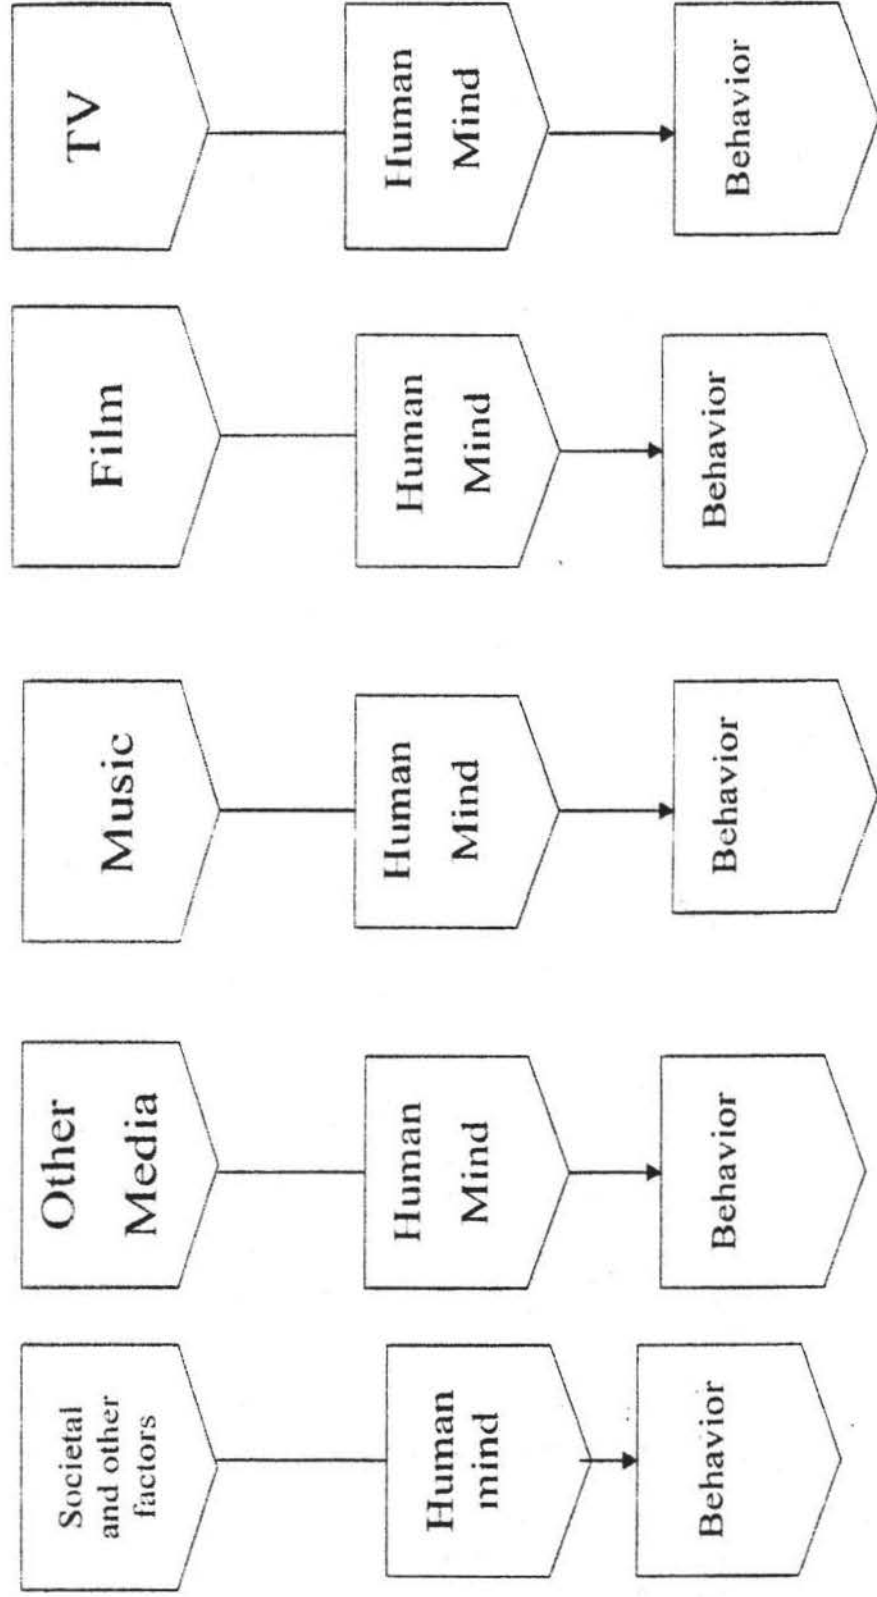 Societal
and other
factors
Human
mind
Behavior
Other
Media
Human
Mind
Behavior
Music
Human
Mind
Behavior
Film
Human
Mind
Behavior
TV
Human
Mind
Behavior